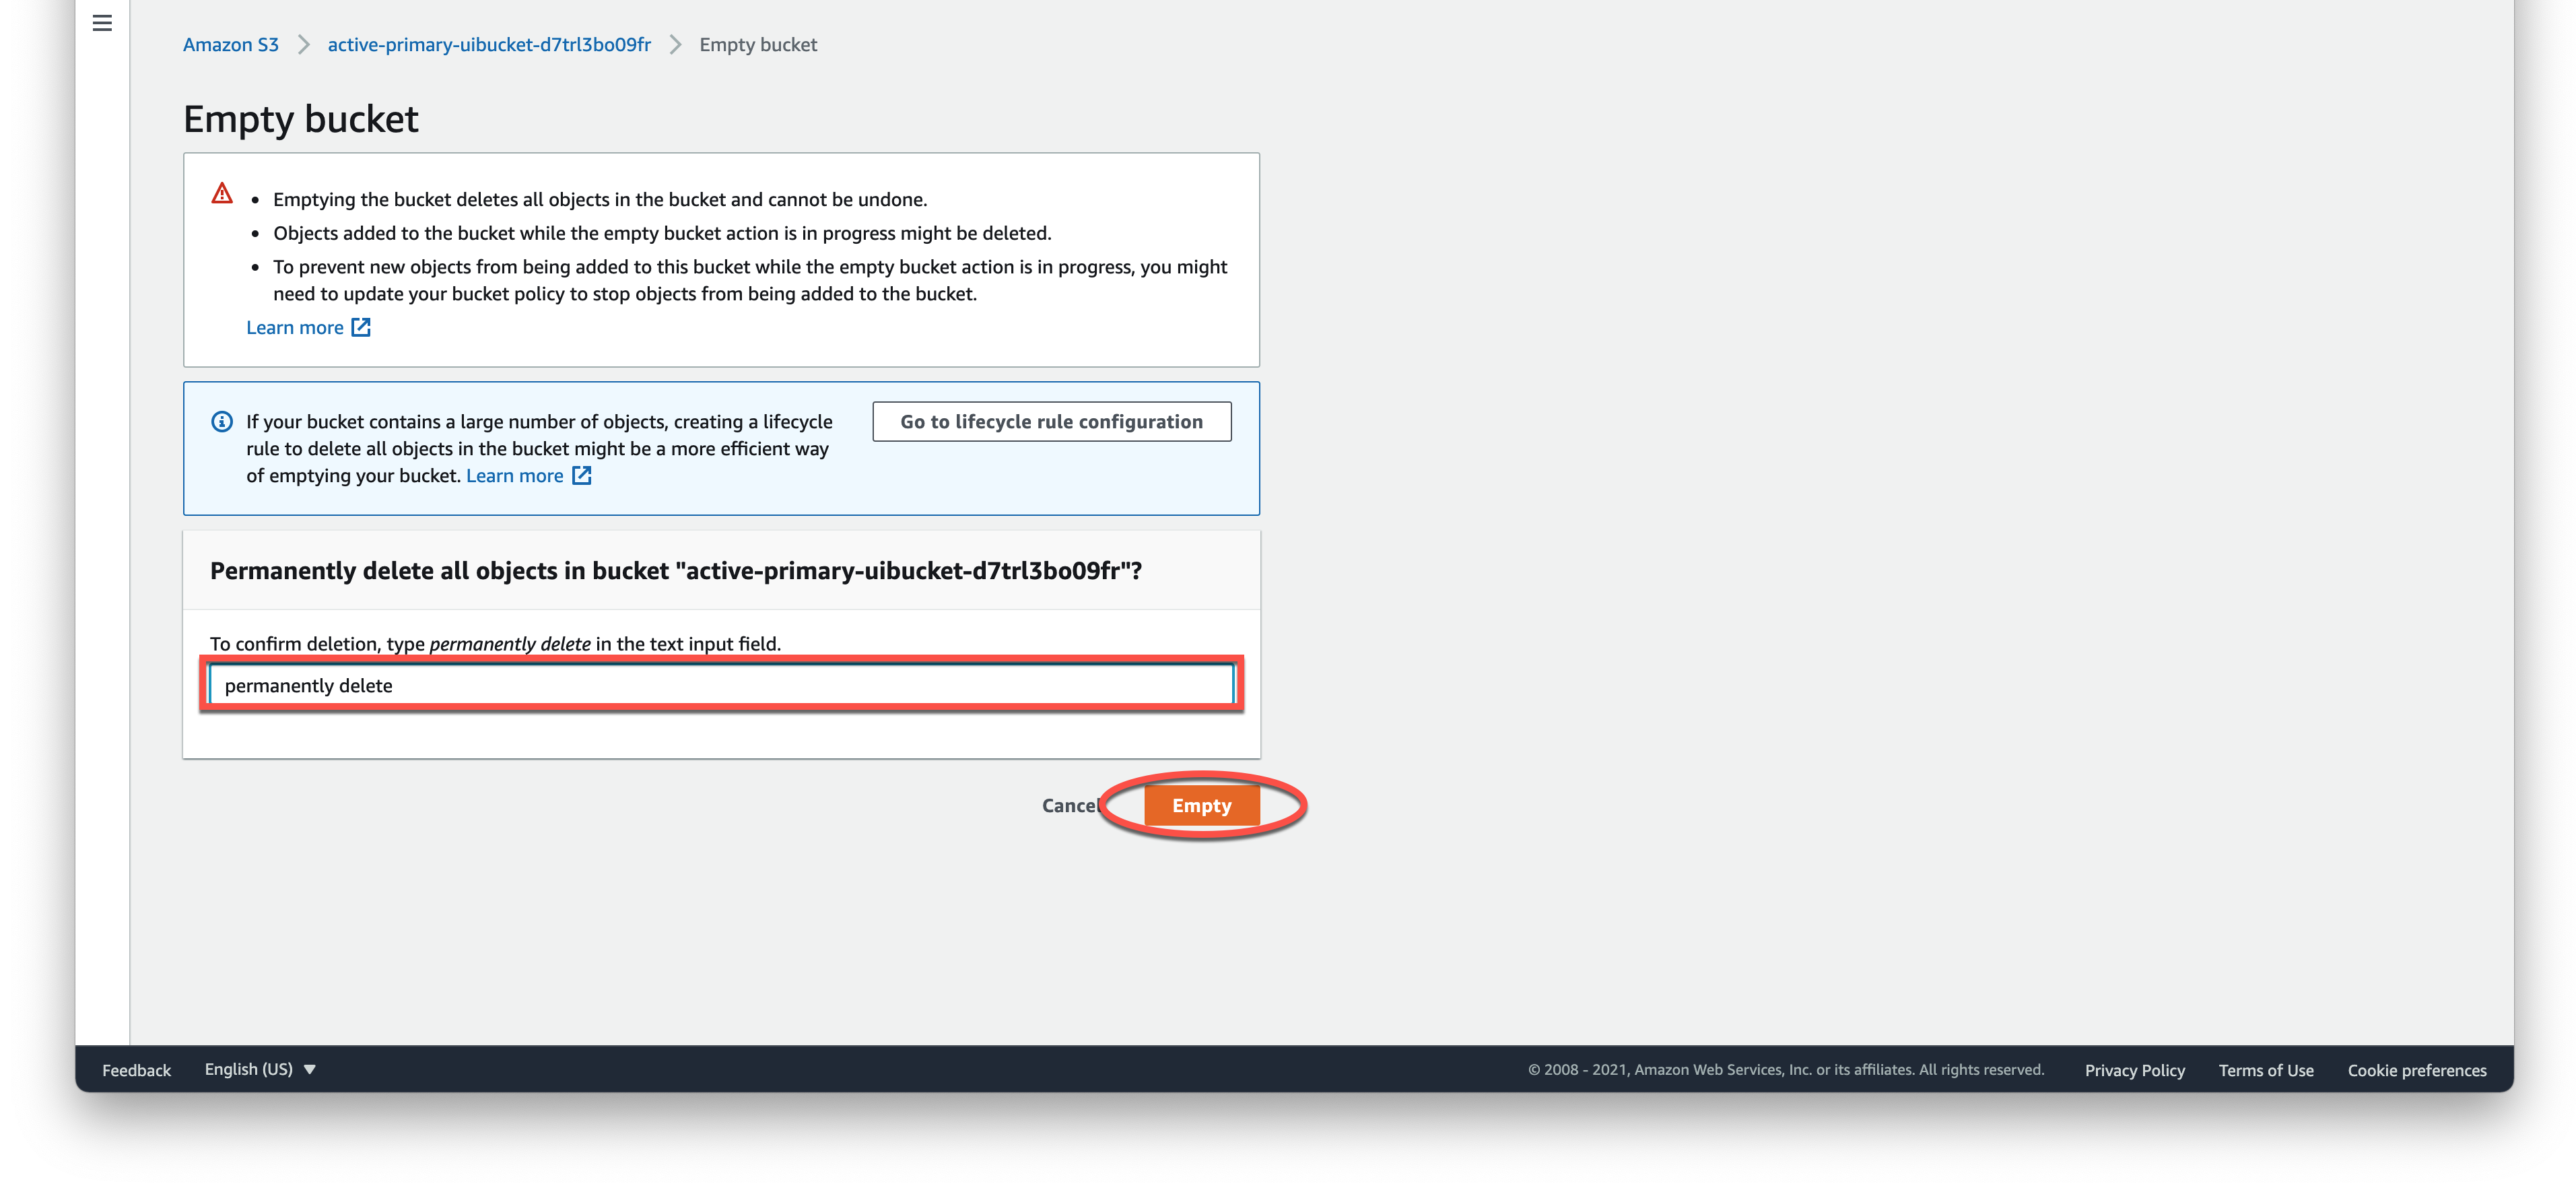 Amazon S3 > active-primary-uibucket-d7trl3bo09fr > Empty bucket
Empty bucket
• Emptying the bucket deletes all objects in the bucket and cannot be undone.
• Objects added to the bucket while the empty bucket action is in progress might be deleted.
• To prevent new objects from being added to this bucket while the empty bucket action is in progress, you might
need to update your bucket policy to stop objects from being added to the bucket.
Learn more
If your bucket contains a large number of objects, creating a lifecycle
rule to delete all objects in the bucket might be a more efficient way
of emptying your bucket. Learn more
Go to lifecycle rule configuration
Permanently delete all objects in bucket "active-primary-uibucket-d7trl3bo09fr"?
To confirm deletion, type permanently delete in the text input field.
permanently delete
Cancel Empty
Feedback English (US) © 2008 - 2021, Amazon Web Services, Inc. or its affiliates. All rights reserved. Privacy Policy Terms of Use Cookie preferences